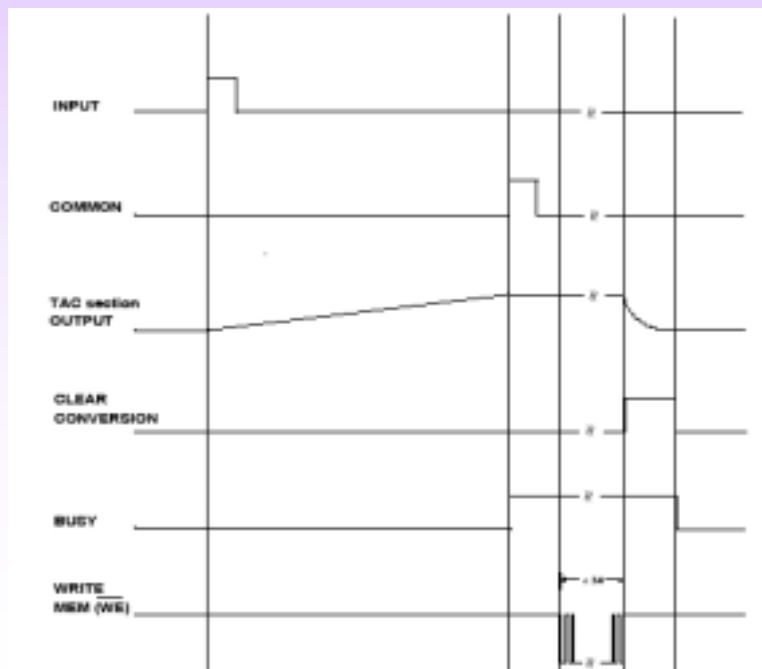 INPUT
COMMON
TAC section
OUTPUT
CLEAR
CONVERSION
BUSY
WRITE
MEM (WE)